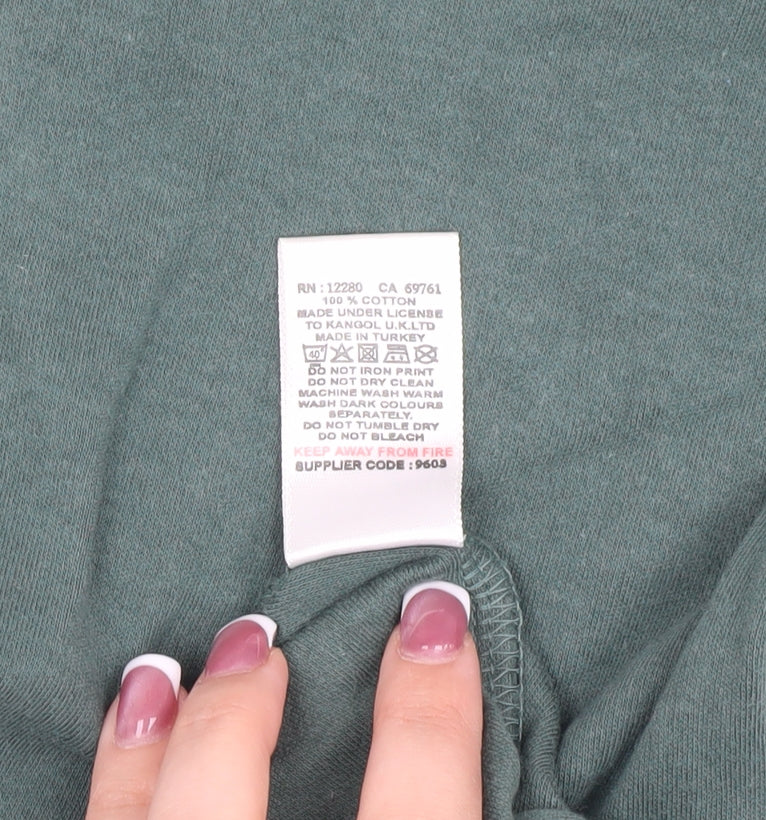 RN : 12280 CA 69761
100 % COTTON
MADE UNDER LICENSE
TO KANGOL U.K.LTD
MADE IN TURKEY
40°
DO NOT IRON PRINT
DO NOT DRY CLEAN
MACHINE WASH WARM
WASH DARK COLOURS
SEPARATELY.
DO NOT TUMBLE DRY
DO NOT BLEACH
KEEP AWAY FROM FIRE
SUPPLIER CODE : 9603